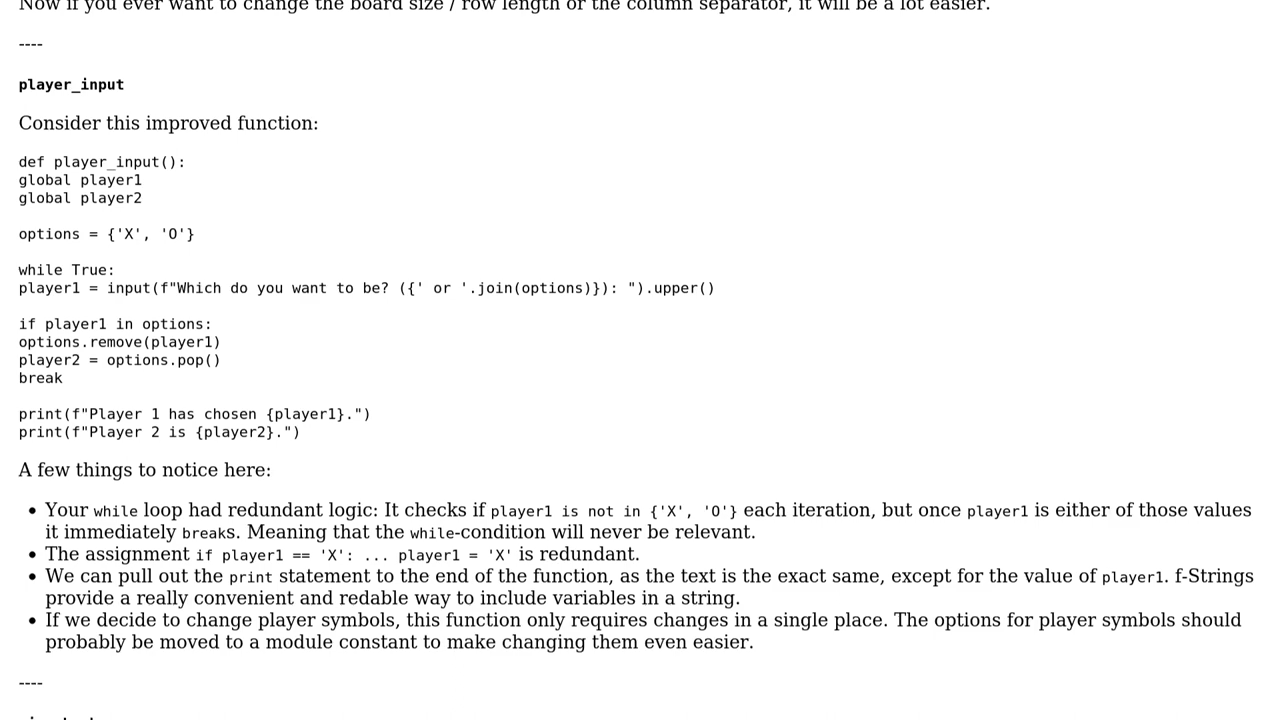 Now if you ever want to change the board size / row length or the column separator, it will be a lot easier.
----
player_input
Consider this improved function:
def player_input():
global player1
global player2
options = {'X', 'O'}
while True:
player1 = input(f"Which do you want to be? ({' or '.join(options)}): ").upper()
if player1 in options:
options.remove(player1)
player2 = options.pop()
break
print(f"Player 1 has chosen {player1}.")
print(f"Player 2 is {player2}.")
A few things to notice here:
• Your while loop had redundant logic: It checks if player1 is not in {'X', 'O'} each iteration, but once player1 is either of those values
it immediately breaks. Meaning that the while-condition will never be relevant.
• The assignment if player1 == 'X': ... player1 = 'X' is redundant.
• We can pull out the print statement to the end of the function, as the text is the exact same, except for the value of player1. f-Strings
provide a really convenient and redable way to include variables in a string.
• If we decide to change player symbols, this function only requires changes in a single place. The options for player symbols should
probably be moved to a module constant to make changing them even easier.
----